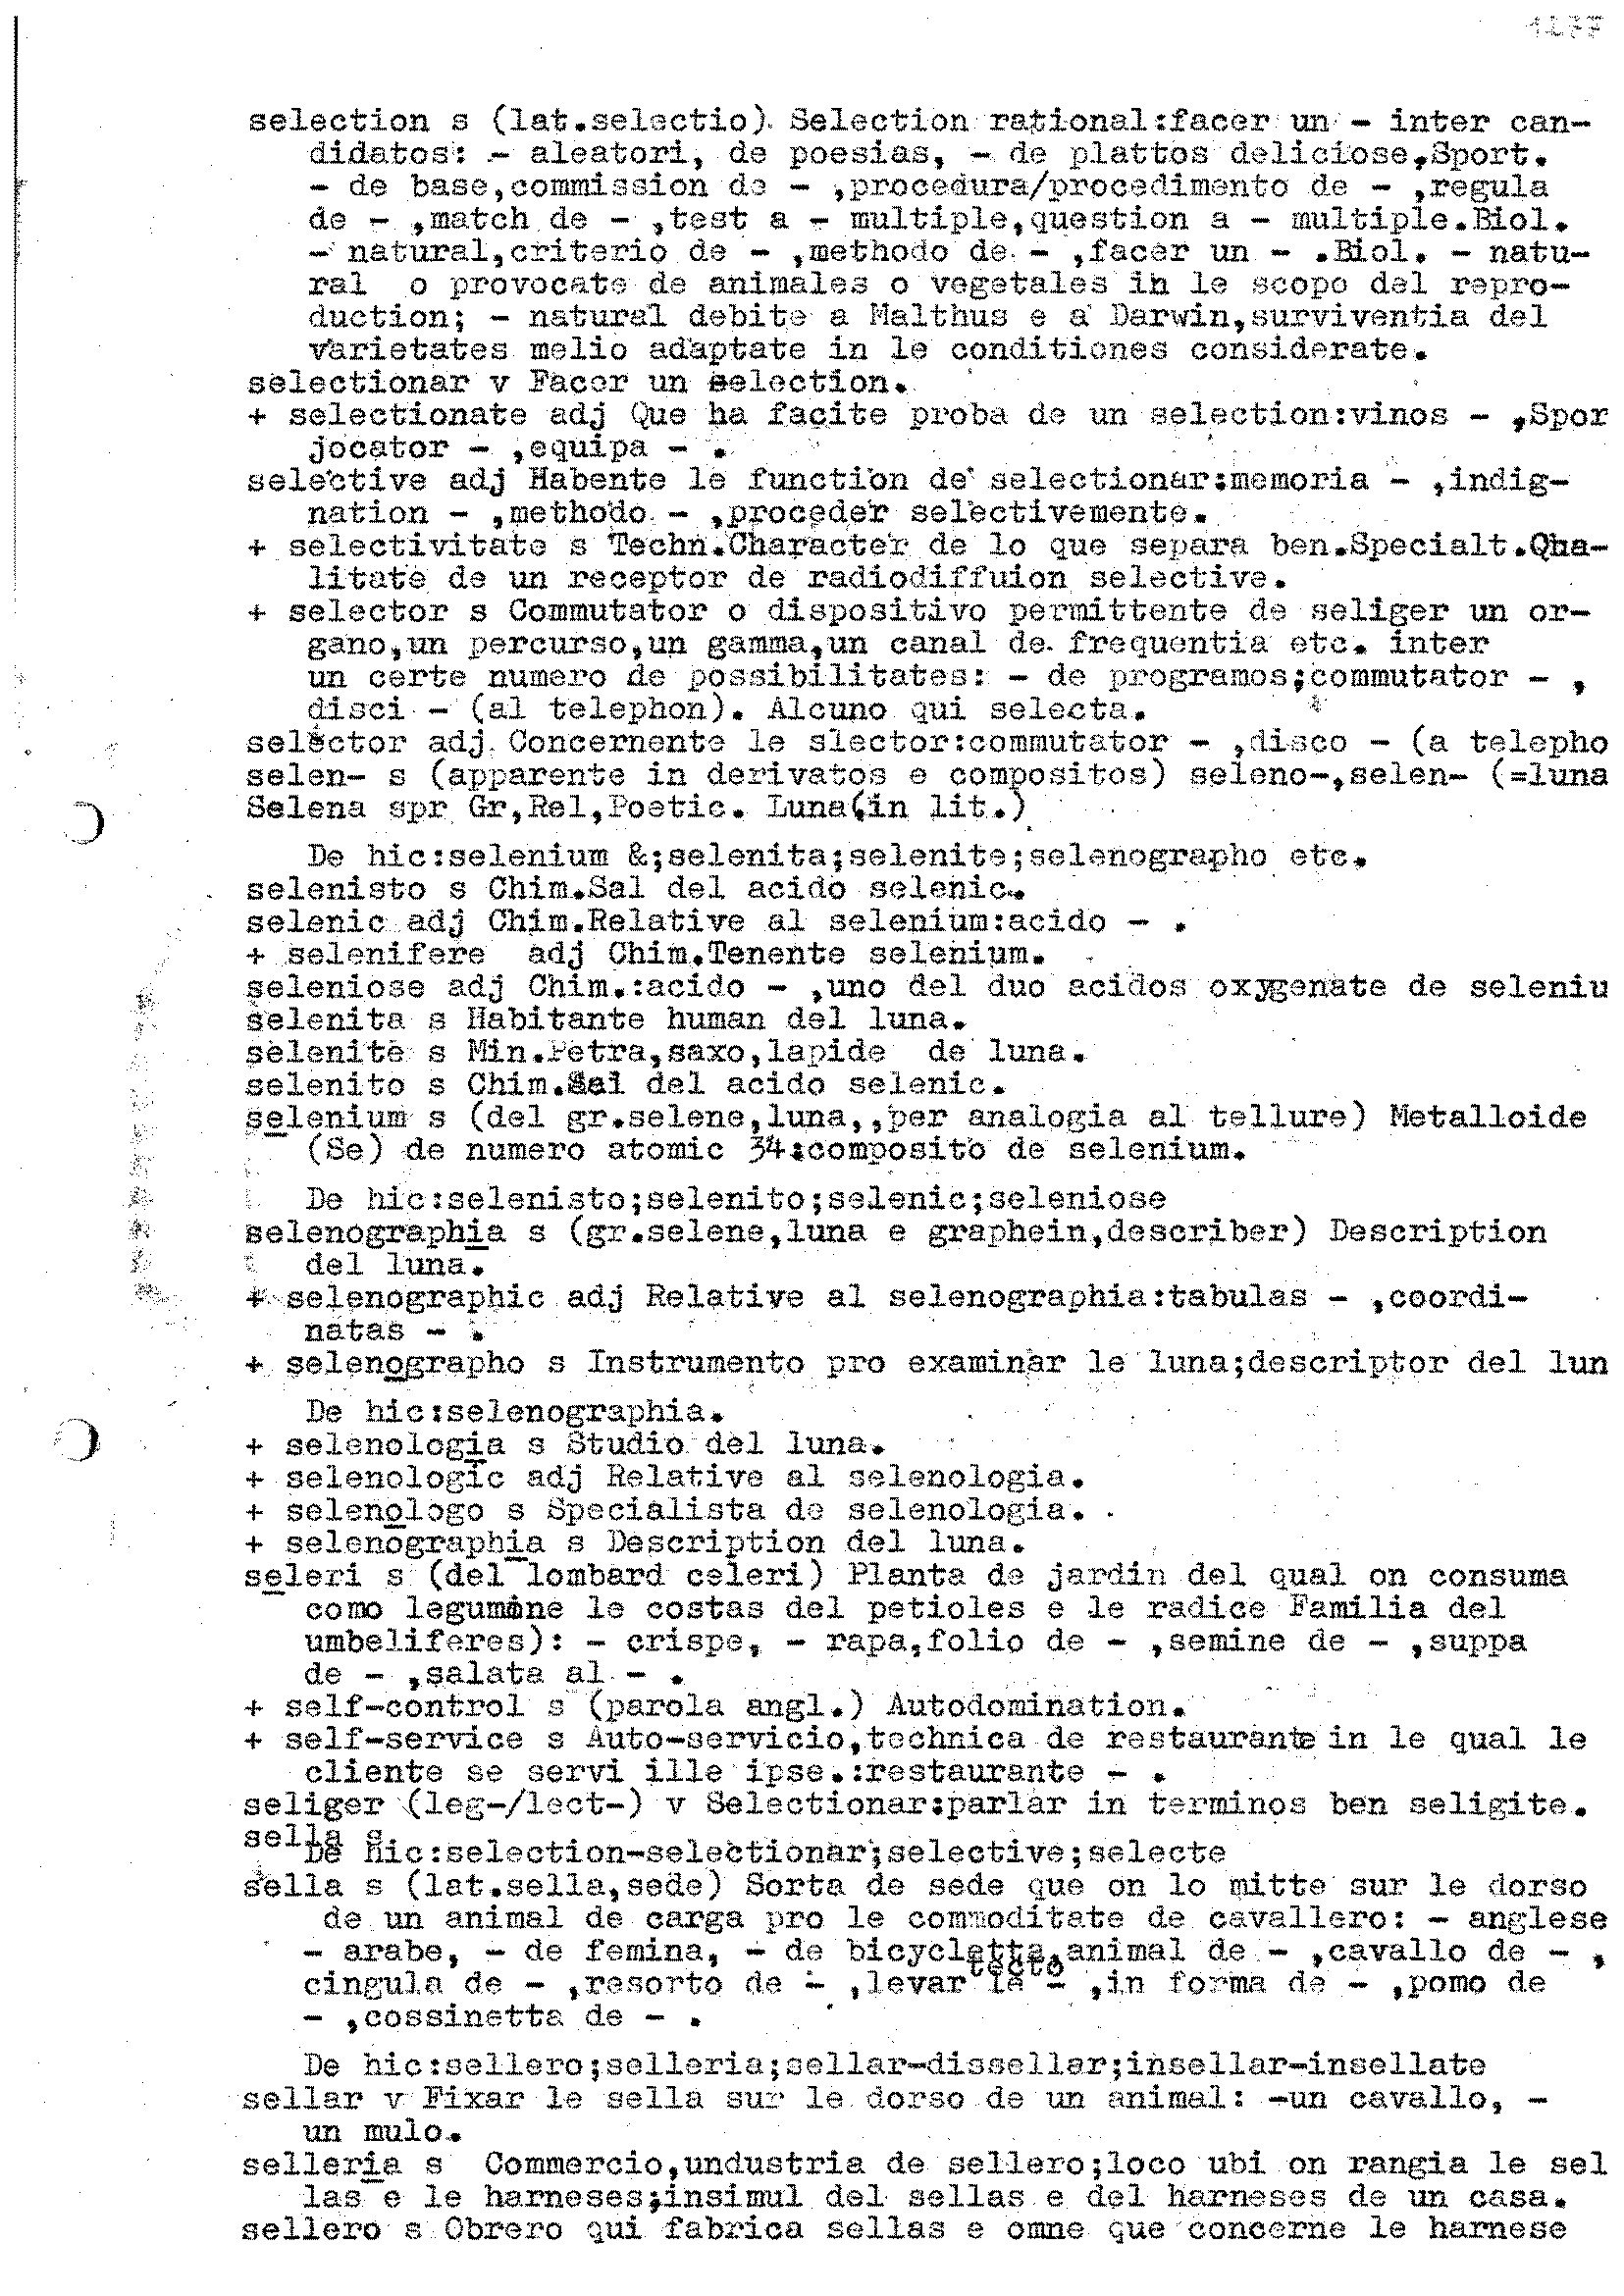 1277
selection s (lat.selectio). Selection rational:facer un - inter can-
didatos: - aleatori, de poesias, - de plattos deliciose,Sport.
- de base,commission de - ,procedura/procedimento de - ,regula
de - ,match de - ,test a - multiple,question a - multiple.Biol.
- natural,criterio de - ,methodo de - ,facer un - .Biol. - natu-
ral o provocate de animales o vegetales in le scopo del repro-
duction; - natural debite a Malthus e a Darwin,surviventia del
varietates melio adaptate in le conditiones considerate.
selectionar v Facer un selection.
+ selectionate adj Que ha facite proba de un selection:vinos - ,Spor
jocator - ,equipa - .
selective adj Habente le function de selectionar:memoria - ,indig-
nation - ,methodo - ,proceder selectivemente.
+ selectivitate s Techn.Character de lo que separa ben.Specialt.Qha-
litate de un receptor de radiodiffuion selective.
+ selector s Commutator o dispositivo permittente de seliger un or-
gano,un percurso,un gamma,un canal de frequentia etc. inter
un certe numero de possibilitates: - de programos;commutator - ,
disci - (al telephon). Alcuno qui selecta.
selector adj Concernente le slector:commutator - ,disco - (a telepho
selen- s (apparente in derivatos e compositos) seleno-,selen- (=luna
Selena spr Gr,Rel,Poetic. Luna(in lit.)
De hic:selenium &;selenita;selenite;selenographo etc.
selenisto s Chim.Sal del acido selenic.
selenic adj Chim.Relative al selenium:acido - .
+ selenifere adj Chim.Tenente selenium.
seleniose adj Chim.:acido - ,uno del duo acidos oxygenate de seleniu
selenita s Habitante human del luna.
selenite s Min.Petra,saxo,lapide de luna.
selenito s Chim.Sal del acido selenic.
selenium s (del gr.selene,luna,,per analogia al tellure) Metalloide
(Se) de numero atomic 34:composito de selenium.
De hic:selenisto;selenito;selenic;seleniose
selenographia s (gr.selene,luna e graphein,describer) Description
del luna.
+ selenographic adj Relative al selenographia:tabulas - ,coordi-
natas - .
+ selenographo s Instrumento pro examinar le luna;descriptor del lun
De hic:selenographia.
+ selenologia s Studio del luna.
+ selenologic adj Relative al selenologia.
+ selenologo s Specialista de selenologia.
+ selenographia s Description del luna.
seleri s (del lombard celeri) Planta de jardin del qual on consuma
como legumine le costas del petioles e le radice Familia del
umbeliferes): - crispe, - rapa,folio de - ,semine de - ,suppa
de - ,salata al - .
+ self-control s (parola angl.) Autodomination.
+ self-service s Auto-servicio,technica de restaurante in le qual le
cliente se servi ille ipse.:restaurante - .
seliger (leg-/lect-) v Selectionar:parlar in terminos ben seligite.
sella s
De hic:selection-selectionar;selective;selecte
sella s (lat.sella,sede) Sorta de sede que on lo mitte sur le dorso
de un animal de carga pro le commoditate de cavallero: - anglese
- arabe, - de femina, - de bicycletta,animal de - ,cavallo de - ,
cingula de - ,resorto de - ,levar le - ,in forma de - ,pomo de
- ,cossinetta de - .
De hic:sellero;selleria;sellar-dissellar;insellar-insellate
sellar v Fixar le sella sur le dorso de un animal: -un cavallo, -
un mulo.
selleria s Commercio,undustria de sellero;loco ubi on rangia le sel
las e le harneses;insimul del sellas e del harneses de un casa.
sellero s Obrero qui fabrica sellas e omne que concerne le harnese